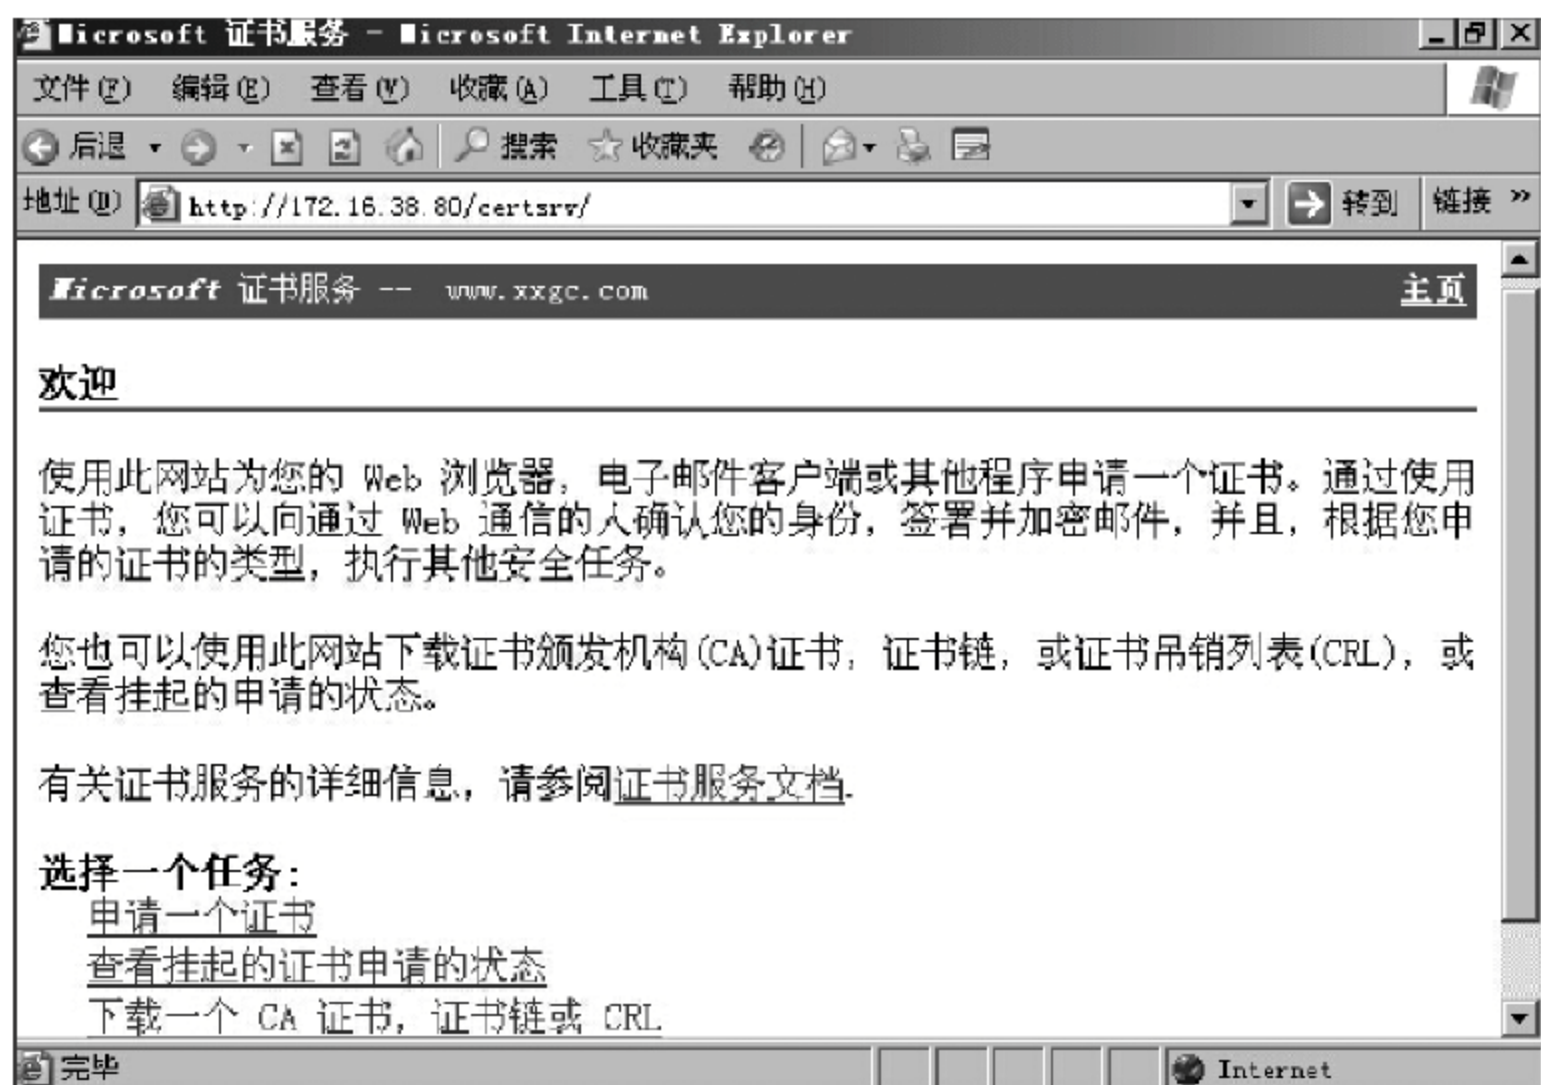 Microsoft 证书服务 - Microsoft Internet Explorer
文件(F) 编辑(E) 查看(V) 收藏(A) 工具(T) 帮助(H)
后退 搜索 收藏夹
地址(D) http://172.16.38.80/certsrv/ 转到 链接 »
Microsoft 证书服务 -- www.xxgc.com 主页
欢迎
使用此网站为您的 Web 浏览器，电子邮件客户端或其他程序申请一个证书。通过使用
证书，您可以向通过 Web 通信的人确认您的身份，签署并加密邮件，并且，根据您申
请的证书的类型，执行其他安全任务。
您也可以使用此网站下载证书颁发机构(CA)证书，证书链，或证书吊销列表(CRL)，或
查看挂起的申请的状态。
有关证书服务的详细信息，请参阅证书服务文档.
选择一个任务:
申请一个证书
查看挂起的证书申请的状态
下载一个 CA 证书，证书链或 CRL
完毕 Internet